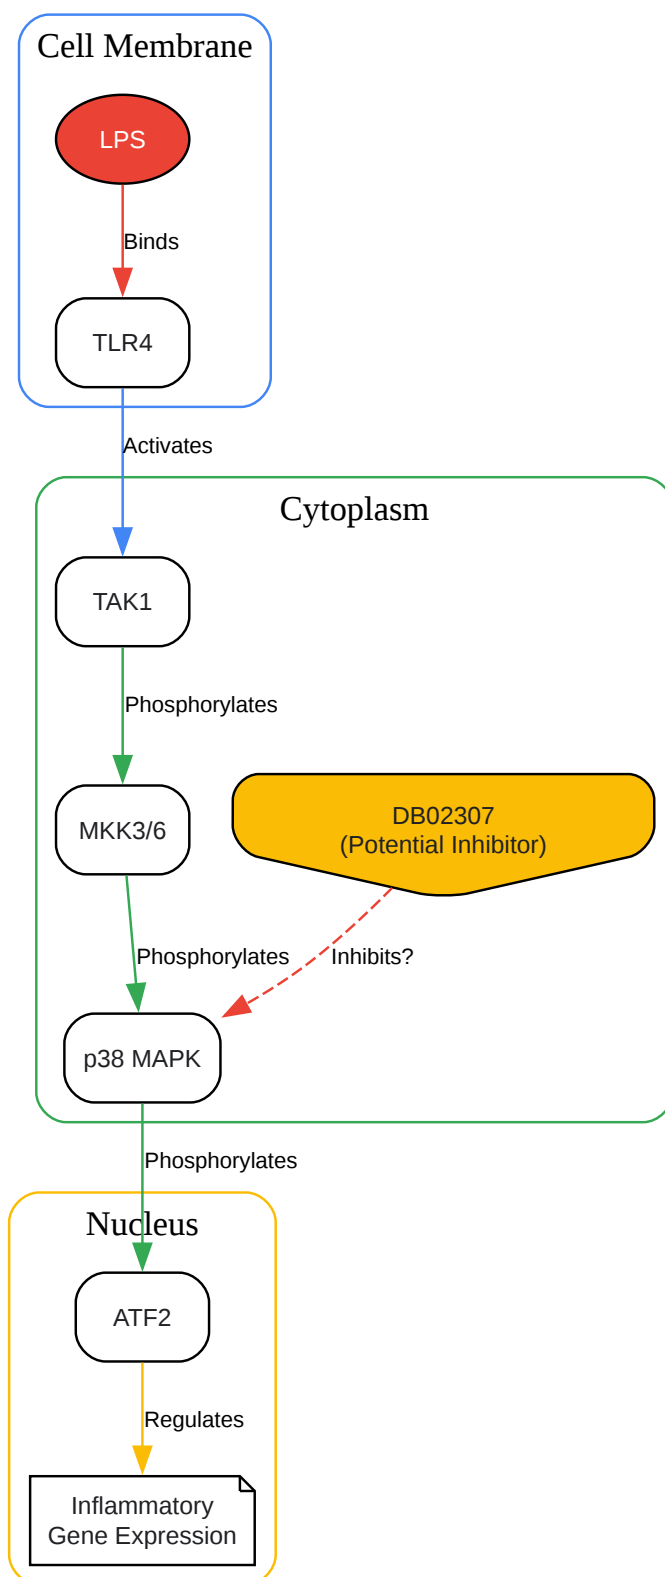 Cell Membrane
LPS
Binds
TLR4
Activates
Cytoplasm
TAK1
Phosphorylates
MKK3/6
DB02307
(Potential Inhibitor)
Phosphorylates
Inhibits?
p38 MAPK
Phosphorylates
Nucleus
ATF2
Regulates
Inflammatory
Gene Expression